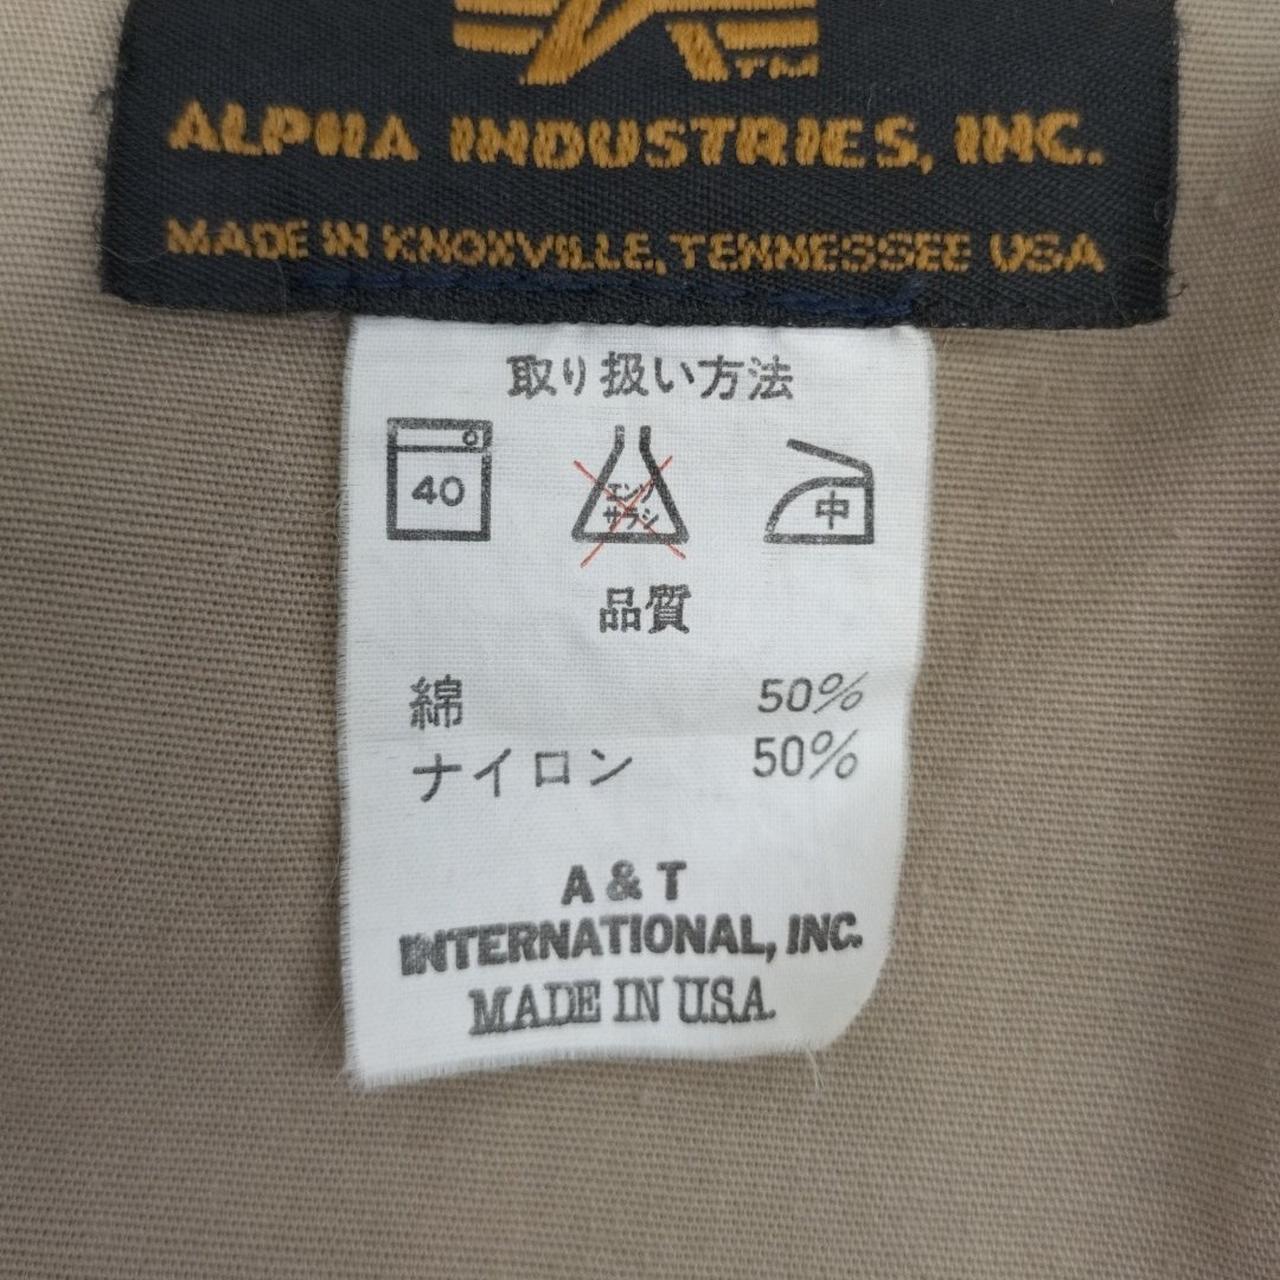 TM
ALPHA INDUSTRIES, INC.
MADE IN KNOXVILLE, TENNESSEE USA
取り扱い方法
40
エンソ
サラシ
中
品質
綿 50%
ナイロン 50%
A & T
INTERNATIONAL, INC.
MADE IN U.S.A.